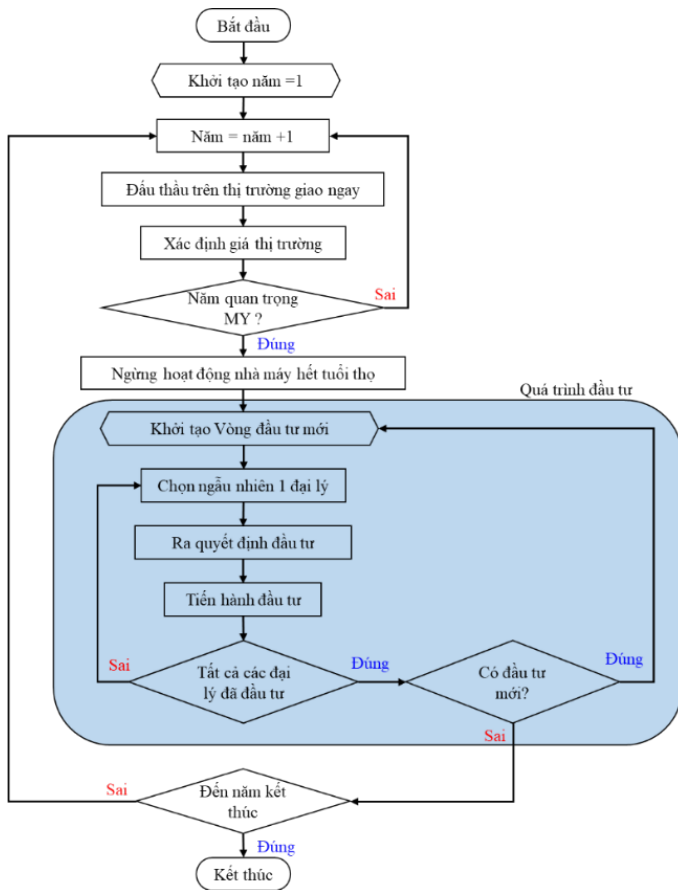 Bắt đầu
Khởi tạo năm =1
Năm = năm +1
Đấu thầu trên thị trường giao ngay
Xác định giá thị trường
Năm quan trọng
MY ?
Sai
Đúng
Ngừng hoạt động nhà máy hết tuổi thọ
Quá trình đầu tư
Khởi tạo Vòng đầu tư mới
Chọn ngẫu nhiên 1 đại lý
Ra quyết định đầu tư
Tiến hành đầu tư
Sai
Tất cả các đại
lý đã đầu tư
Đúng
Có đầu tư
mới?
Đúng
Sai
Sai
Đến năm kết
thúc
Đúng
Kết thúc